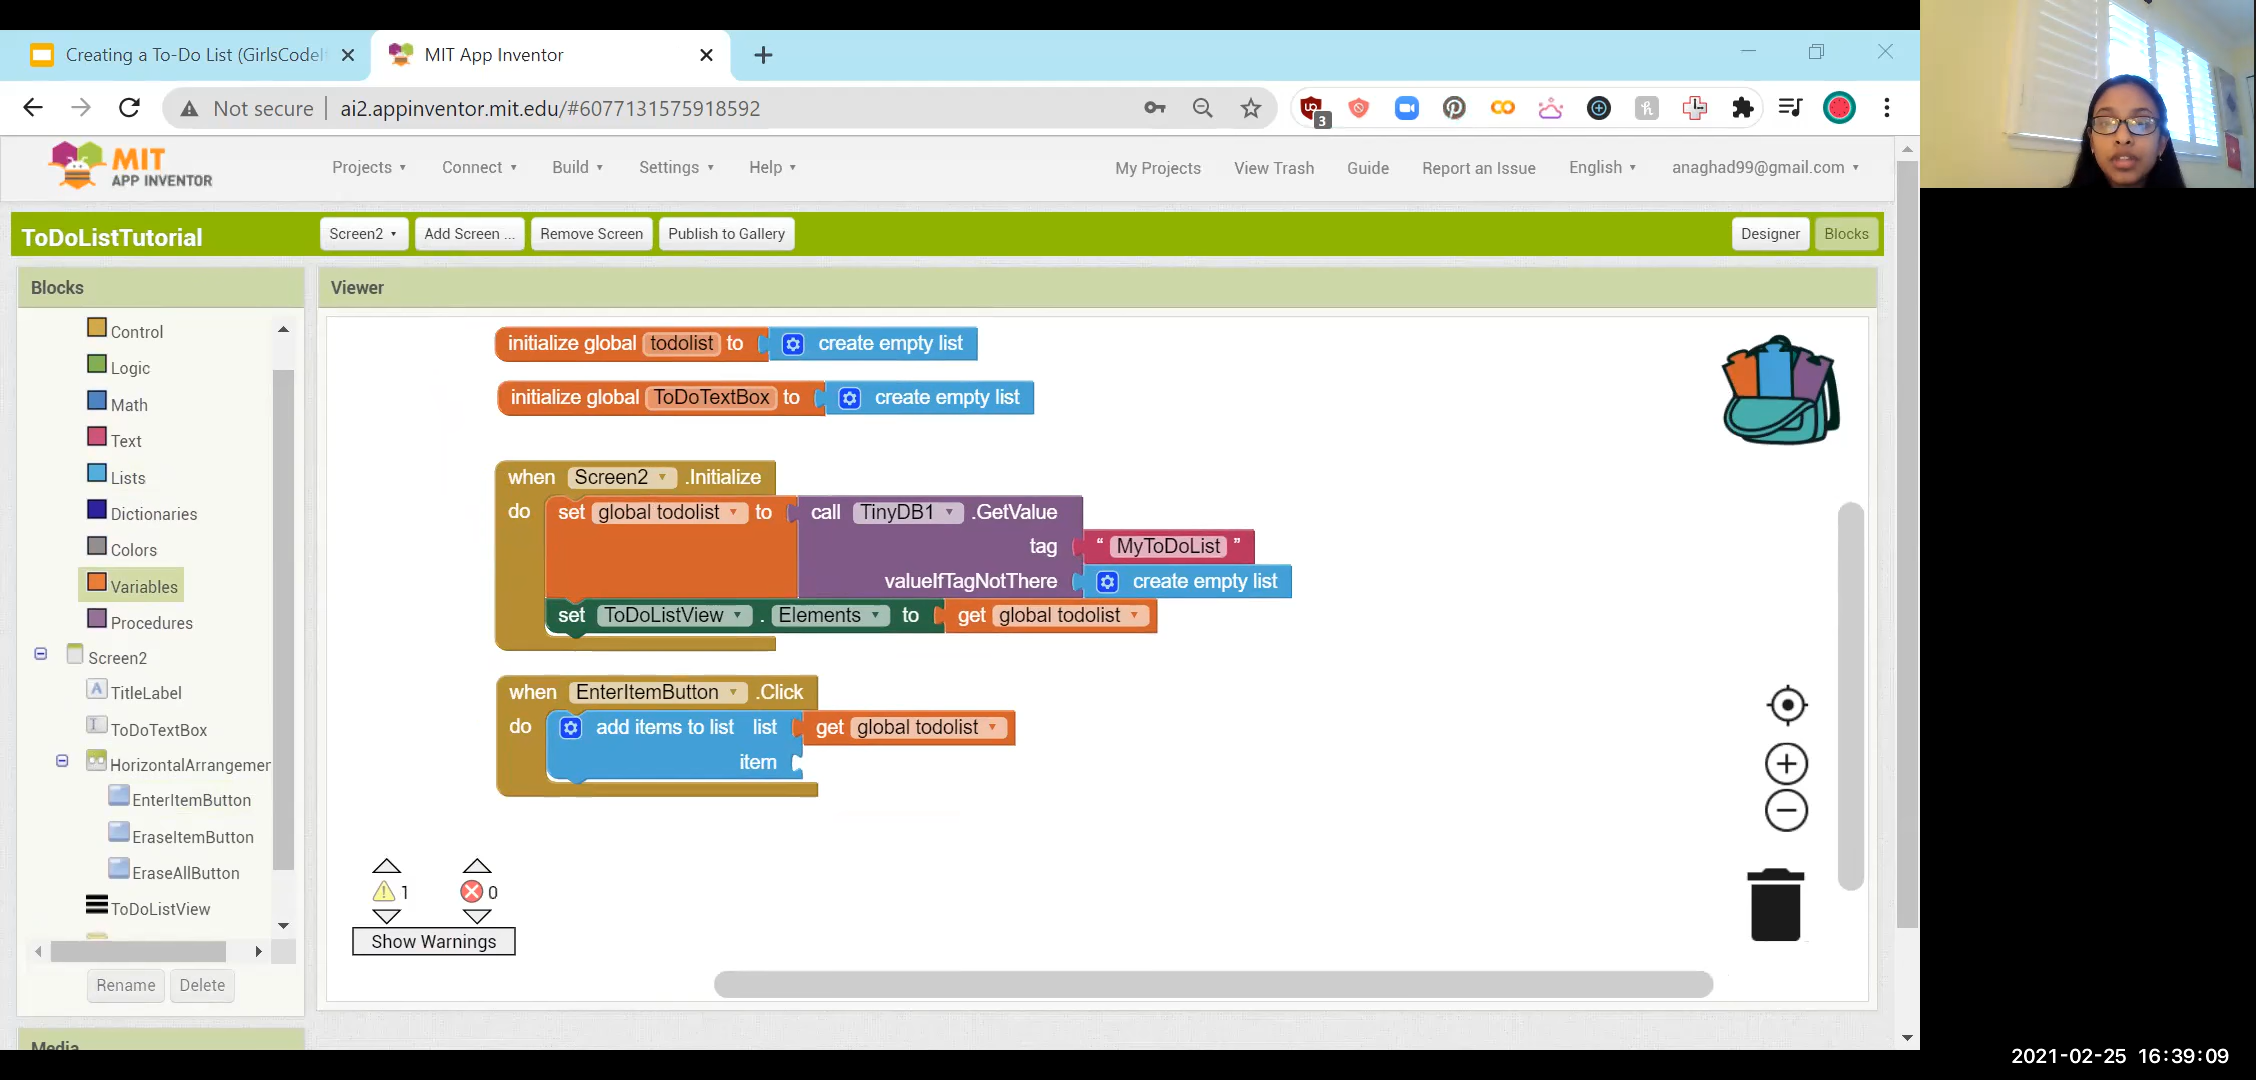 Creating a To-Do List (GirlsCodeI
MIT App Inventor
Not secure | ai2.appinventor.mit.edu/#6077131575918592
3
MIT
APP INVENTOR
Projects
Connect
Build
Settings
Help
My Projects
View Trash
Guide
Report an Issue
English
anaghad99@gmail.com
ToDoListTutorial
Screen2
Add Screen ...
Remove Screen
Publish to Gallery
Designer
Blocks
Blocks
Control
Logic
Math
Text
Lists
Dictionaries
Colors
Variables
Procedures
Screen2
TitleLabel
ToDoTextBox
HorizontalArrangemer
EnterItemButton
EraseItemButton
EraseAllButton
ToDoListView
Rename
Delete
Media
Viewer
initialize global todolist to create empty list
initialize global ToDoTextBox to create empty list
when Screen2 .Initialize
do set global todolist to call TinyDB1 .GetValue
tag “ MyToDoList ”
valueIfTagNotThere create empty list
set ToDoListView . Elements to get global todolist
when EnterItemButton .Click
do add items to list list get global todolist
item
1
0
Show Warnings
2021-02-25 16:39:09